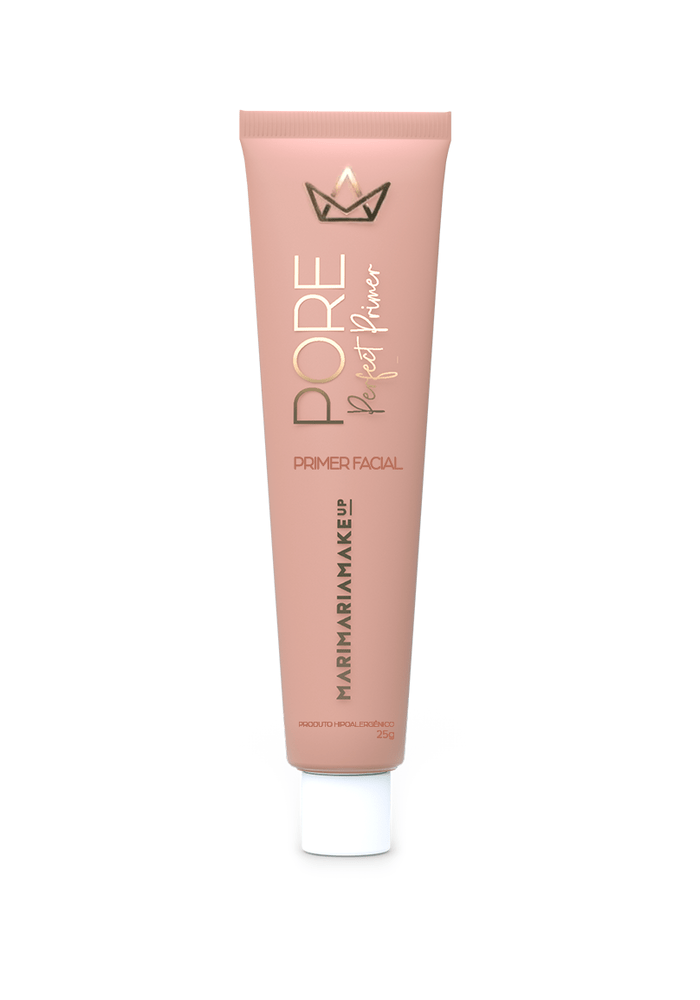 PORE
Perfect Primer
PRIMER FACIAL
MARIMARIAMAKEUP
PRODUTO HIPOALERGÊNICO
25g